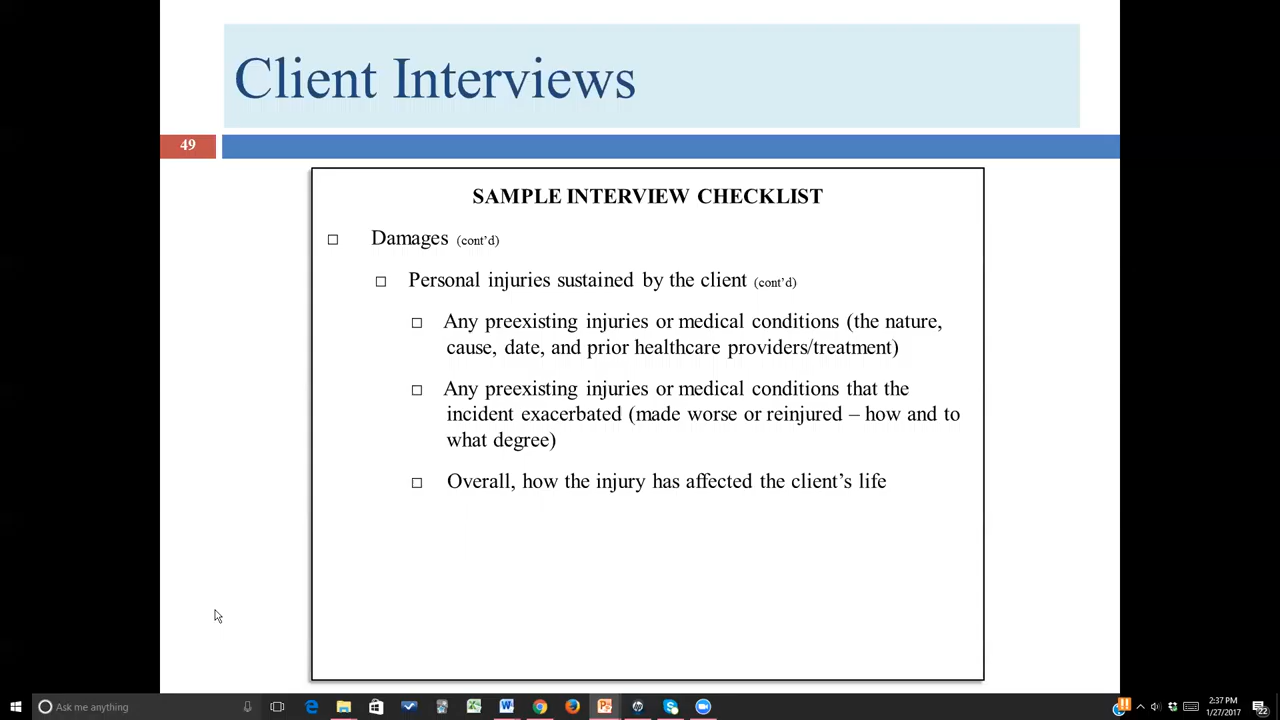 Client Interviews
49
SAMPLE INTERVIEW CHECKLIST
Damages (cont'd)
Personal injuries sustained by the client (cont'd)
Any preexisting injuries or medical conditions (the nature,
cause, date, and prior healthcare providers/treatment)
Any preexisting injuries or medical conditions that the
incident exacerbated (made worse or reinjured – how and to
what degree)
Overall, how the injury has affected the client's life
Ask me anything
2:37 PM
1/27/2017
22